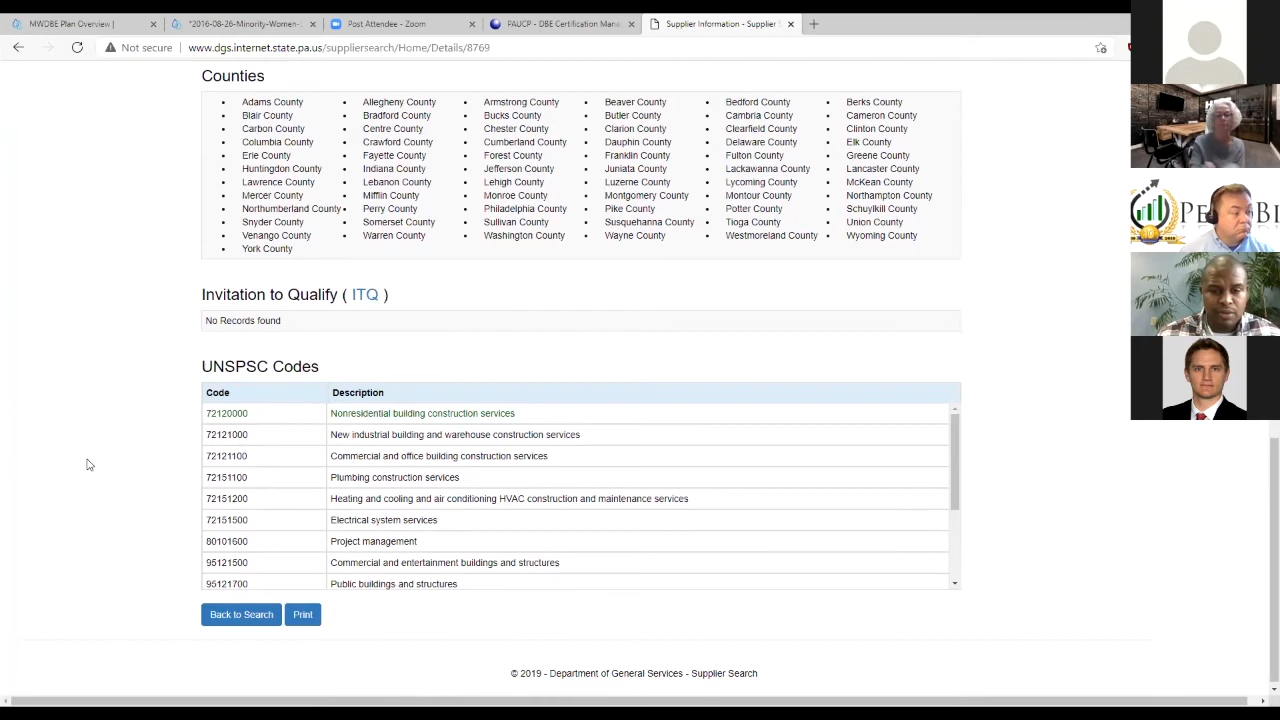 MWDBE Plan Overview |
*2016-08-26-Minority-Women-
Post Attendee - Zoom
PAUCP - DBE Certification Mana
Supplier Information - Supplier S
Not secure
www.dgs.internet.state.pa.us/suppliersearch/Home/Details/8769
Counties
Adams County Allegheny County Armstrong County Beaver County Bedford County Berks County
Blair County Bradford County Bucks County Butler County Cambria County Cameron County
Carbon County Centre County Chester County Clarion County Clearfield County Clinton County
Columbia County Crawford County Cumberland County Dauphin County Delaware County Elk County
Erie County Fayette County Forest County Franklin County Fulton County Greene County
Huntingdon County Indiana County Jefferson County Juniata County Lackawanna County Lancaster County
Lawrence County Lebanon County Lehigh County Luzerne County Lycoming County McKean County
Mercer County Mifflin County Monroe County Montgomery County Montour County Northampton County
Northumberland County Perry County Philadelphia County Pike County Potter County Schuylkill County
Snyder County Somerset County Sullivan County Susquehanna County Tioga County Union County
Venango County Warren County Washington County Wayne County Westmoreland County Wyoming County
York County
Invitation to Qualify ( ITQ )
No Records found
UNSPSC Codes
Code Description
72120000 Nonresidential building construction services
72121000 New industrial building and warehouse construction services
72121100 Commercial and office building construction services
72151100 Plumbing construction services
72151200 Heating and cooling and air conditioning HVAC construction and maintenance services
72151500 Electrical system services
80101600 Project management
95121500 Commercial and entertainment buildings and structures
95121700 Public buildings and structures
Back to Search Print
© 2019 - Department of General Services - Supplier Search